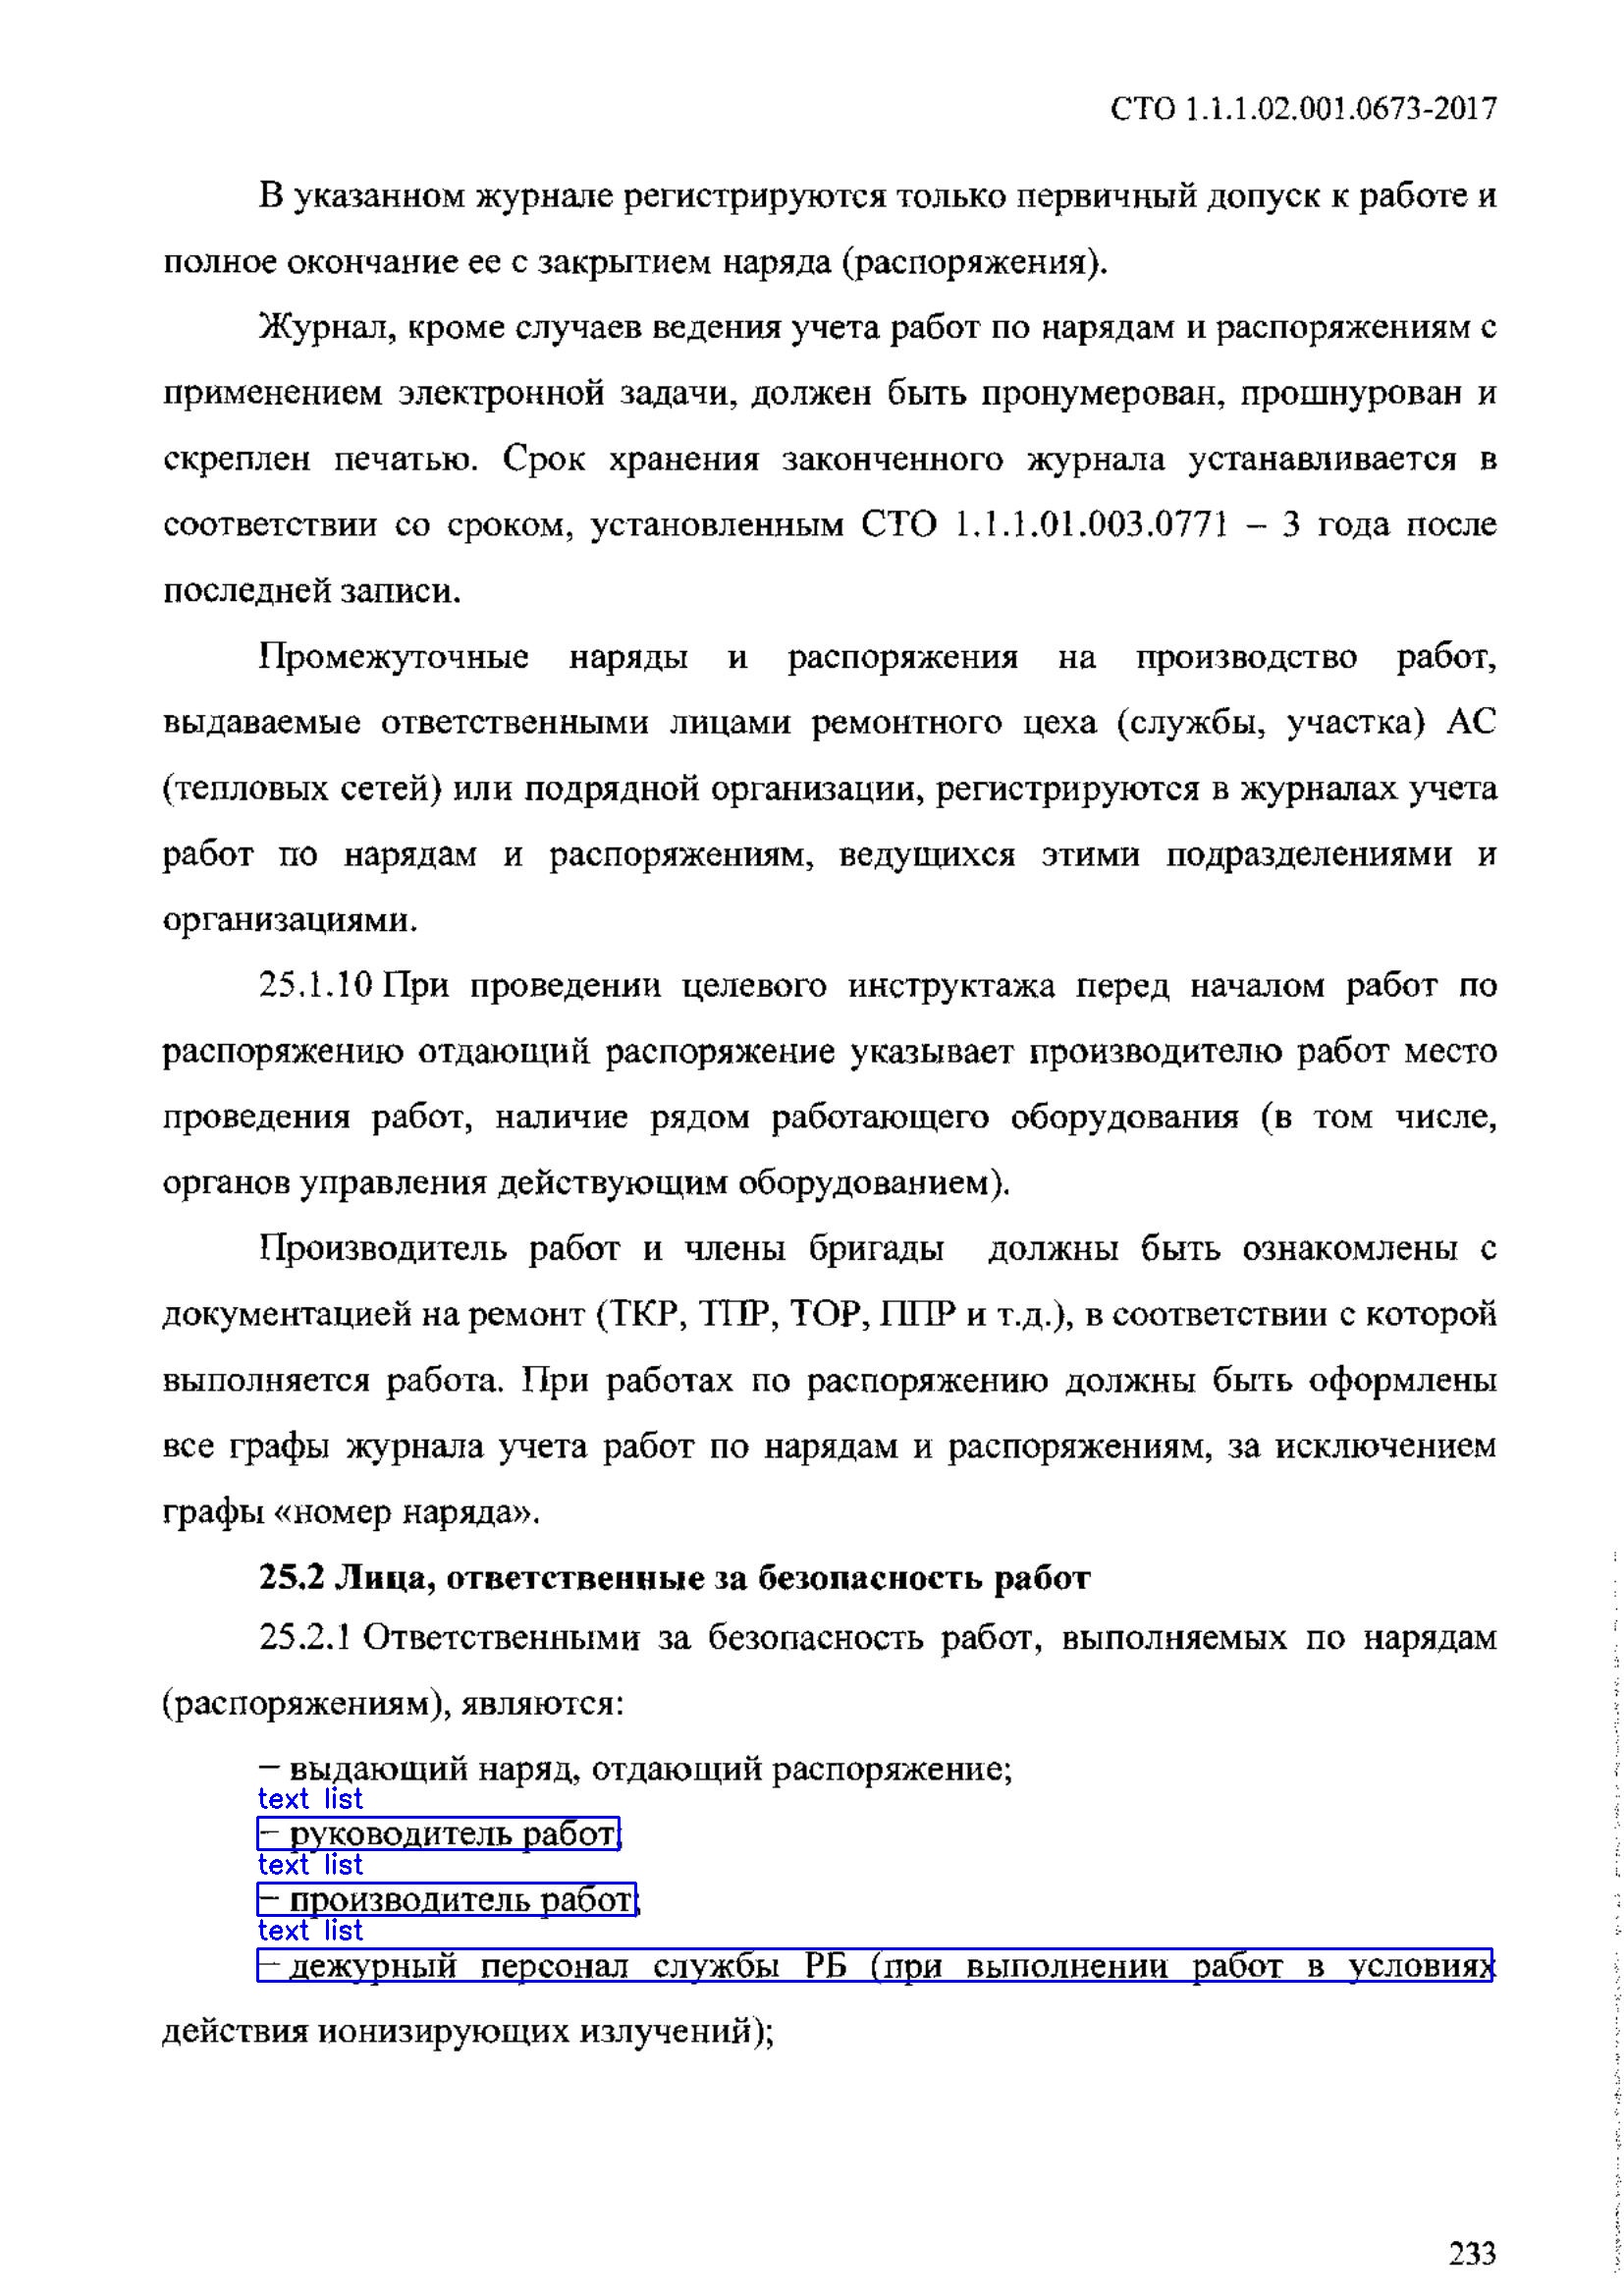 СТО 1.1.1.02.001.0673-2017
В указанном журнале регистрируются только первичный допуск к работе и
полное окончание ее с закрытием наряда (распоряжения).
Журнал, кроме случаев ведения учета работ по нарядам и распоряжениям с
применением электронной задачи, должен быть пронумерован, прошнурован и
скреплен печатью. Срок хранения законченного журнала устанавливается в
соответствии со сроком, установленным СТО 1.1.1.01.003.0771 – 3 года после
последней записи.
Промежуточные наряды и распоряжения на производство работ,
выдаваемые ответственными лицами ремонтного цеха (службы, участка) АС
(тепловых сетей) или подрядной организации, регистрируются в журналах учета
работ по нарядам и распоряжениям, ведущихся этими подразделениями и
организациями.
25.1.10 При проведении целевого инструктажа перед началом работ по
распоряжению отдающий распоряжение указывает производителю работ место
проведения работ, наличие рядом работающего оборудования (в том числе,
органов управления действующим оборудованием).
Производитель работ и члены бригады должны быть ознакомлены с
документацией на ремонт (ТКР, ТПР, ТОР, ППР и т.д.), в соответствии с которой
выполняется работа. При работах по распоряжению должны быть оформлены
все графы журнала учета работ по нарядам и распоряжениям, за исключением
графы «номер наряда».
25.2 Лица, ответственные за безопасность работ
25.2.1 Ответственными за безопасность работ, выполняемых по нарядам
(распоряжениям), являются:
– выдающий наряд, отдающий распоряжение;
text list
– руководитель работ;
text list
– производитель работ;
text list
– дежурный персонал службы РБ (при выполнении работ в условиях
действия ионизирующих излучений);
233